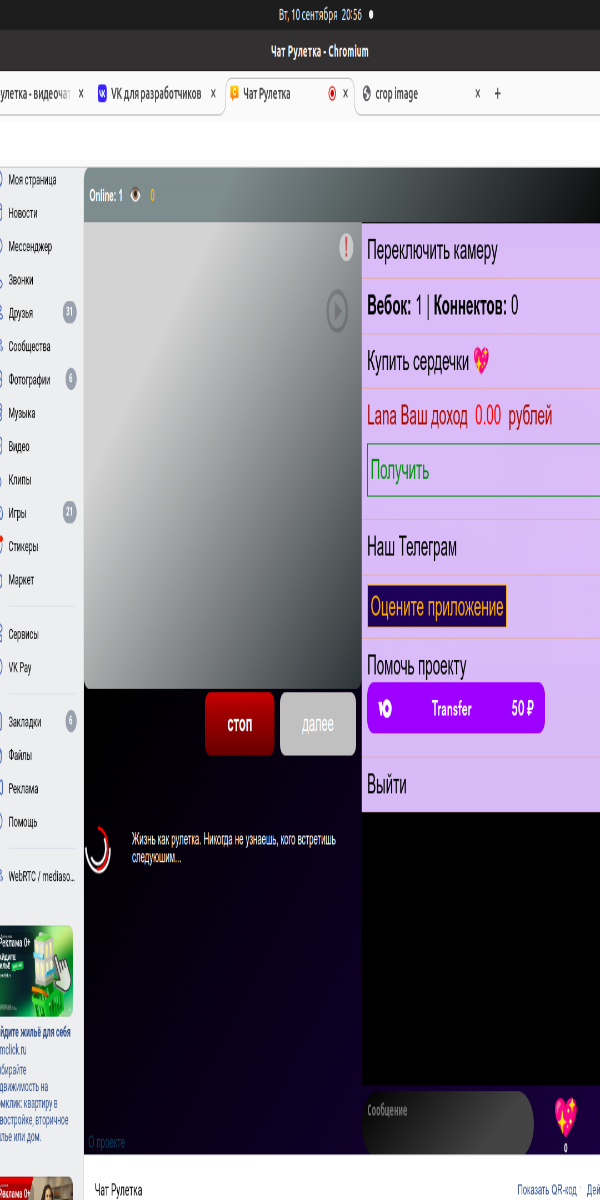 Вт, 10 сентября 20:56
Чат Рулетка - Chromium
улетка - видеочат
VK для разработчиков
Чат Рулетка
crop image
Моя страница
Новости
Мессенджер
Звонки
Друзья 31
Сообщества
Фотографии 6
Музыка
Видео
Клипы
Игры 21
Стикеры
Маркет
Сервисы
VK Pay
Закладки 6
Файлы
Реклама
Помощь
WebRTC / mediaso...
Online: 1 0
!
Переключить камеру
Вебок: 1 | Коннектов: 0
Купить сердечки
Lana Ваш доход 0.00 рублей
Получить
Наш Телеграм
Оцените приложение
Помочь проекту
Transfer 50 ₽
Выйти
стоп
далее
Жизнь как рулетка. Никогда не узнаешь, кого встретишь
следуюшим...
Реклама 0+
йдите жильё для себя
mclick.ru
бирайте
движимость на
мклик: квартиру в
востройке, вторичное
лье или дом.
Реклама 0+
О проекте
Сообщение
0
Чат Рулетка
Показать QR-код
Дей